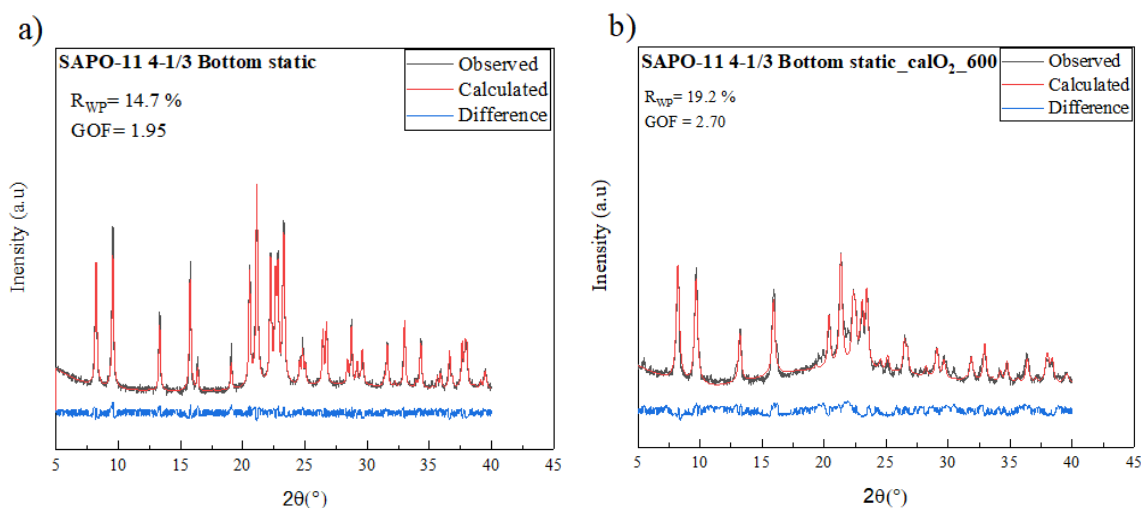 a)
SAPO-11 4-1/3 Bottom static
Observed
Calculated
Difference
R_WP= 14.7 %
GOF= 1.95
Inensity (a.u)
5 10 15 20 25 30 35 40 45
2θ(°)
b)
SAPO-11 4-1/3 Bottom static_calO₂_600
Observed
Calculated
Difference
R_WP= 19.2 %
GOF= 2.70
Inensity (a.u)
5 10 15 20 25 30 35 40 45
2θ(°)